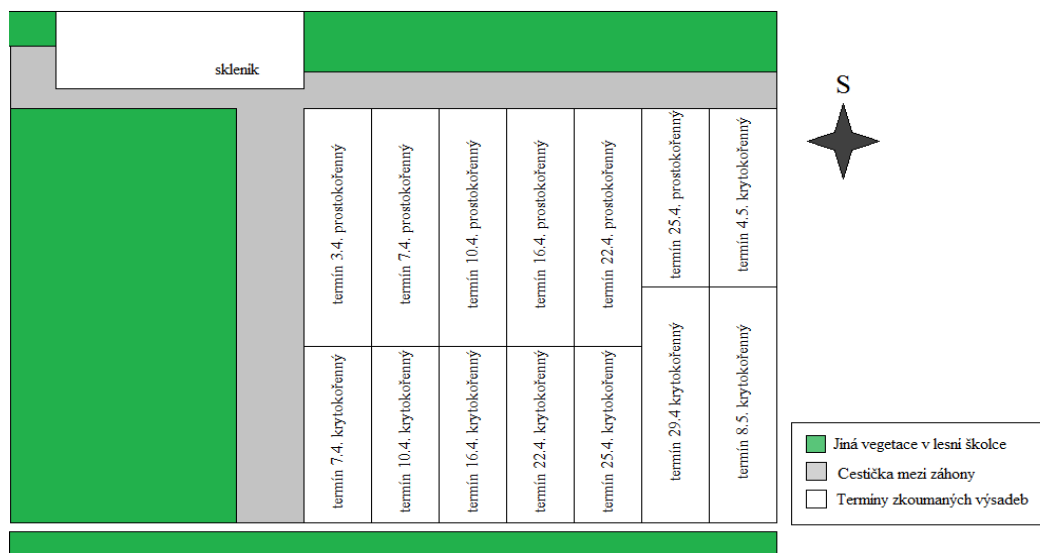 skleník
S
termín 3.4. prostokořenný
termín 7.4. prostokořenný
termín 10.4. prostokořenný
termín 16.4. prostokořenný
termín 22.4. prostokořenný
termín 25.4. prostokořenný
termín 4.5. krytokořenný
termín 7.4. krytokořenný
termín 10.4. krytokořenný
termín 16.4. krytokořenný
termín 22.4. krytokořenný
termín 25.4. krytokořenný
termín 29.4 krytokořenný
termín 8.5. krytokořenný
Jiná vegetace v lesní školce
Cestička mezi záhony
Termíny zkoumaných výsadeb